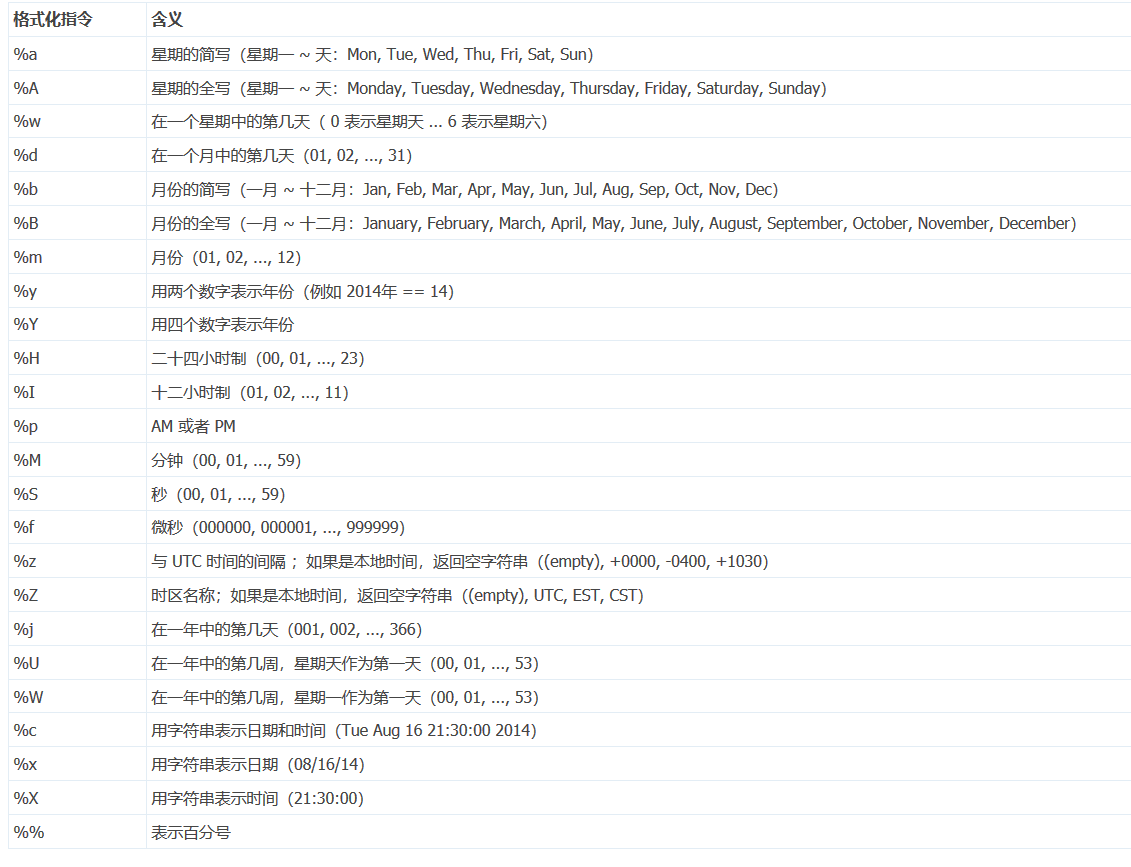 格式化指令 含义
%a 星期的简写（星期一 ~ 天：Mon, Tue, Wed, Thu, Fri, Sat, Sun）
%A 星期的全写（星期一 ~ 天：Monday, Tuesday, Wednesday, Thursday, Friday, Saturday, Sunday）
%w 在一个星期中的第几天（ 0 表示星期天 ... 6 表示星期六）
%d 在一个月中的第几天（01, 02, ..., 31）
%b 月份的简写（一月 ~ 十二月：Jan, Feb, Mar, Apr, May, Jun, Jul, Aug, Sep, Oct, Nov, Dec）
%B 月份的全写（一月 ~ 十二月：January, February, March, April, May, June, July, August, September, October, November, December）
%m 月份（01, 02, ..., 12）
%y 用两个数字表示年份（例如 2014年 == 14）
%Y 用四个数字表示年份
%H 二十四小时制（00, 01, ..., 23）
%I 十二小时制（01, 02, ..., 11）
%p AM 或者 PM
%M 分钟（00, 01, ..., 59）
%S 秒（00, 01, ..., 59）
%f 微秒（000000, 000001, ..., 999999）
%z 与 UTC 时间的间隔 ；如果是本地时间，返回空字符串（(empty), +0000, -0400, +1030）
%Z 时区名称；如果是本地时间，返回空字符串（(empty), UTC, EST, CST）
%j 在一年中的第几天（001, 002, ..., 366）
%U 在一年中的第几周，星期天作为第一天（00, 01, ..., 53）
%W 在一年中的第几周，星期一作为第一天（00, 01, ..., 53）
%c 用字符串表示日期和时间（Tue Aug 16 21:30:00 2014）
%x 用字符串表示日期（08/16/14）
%X 用字符串表示时间（21:30:00）
%% 表示百分号